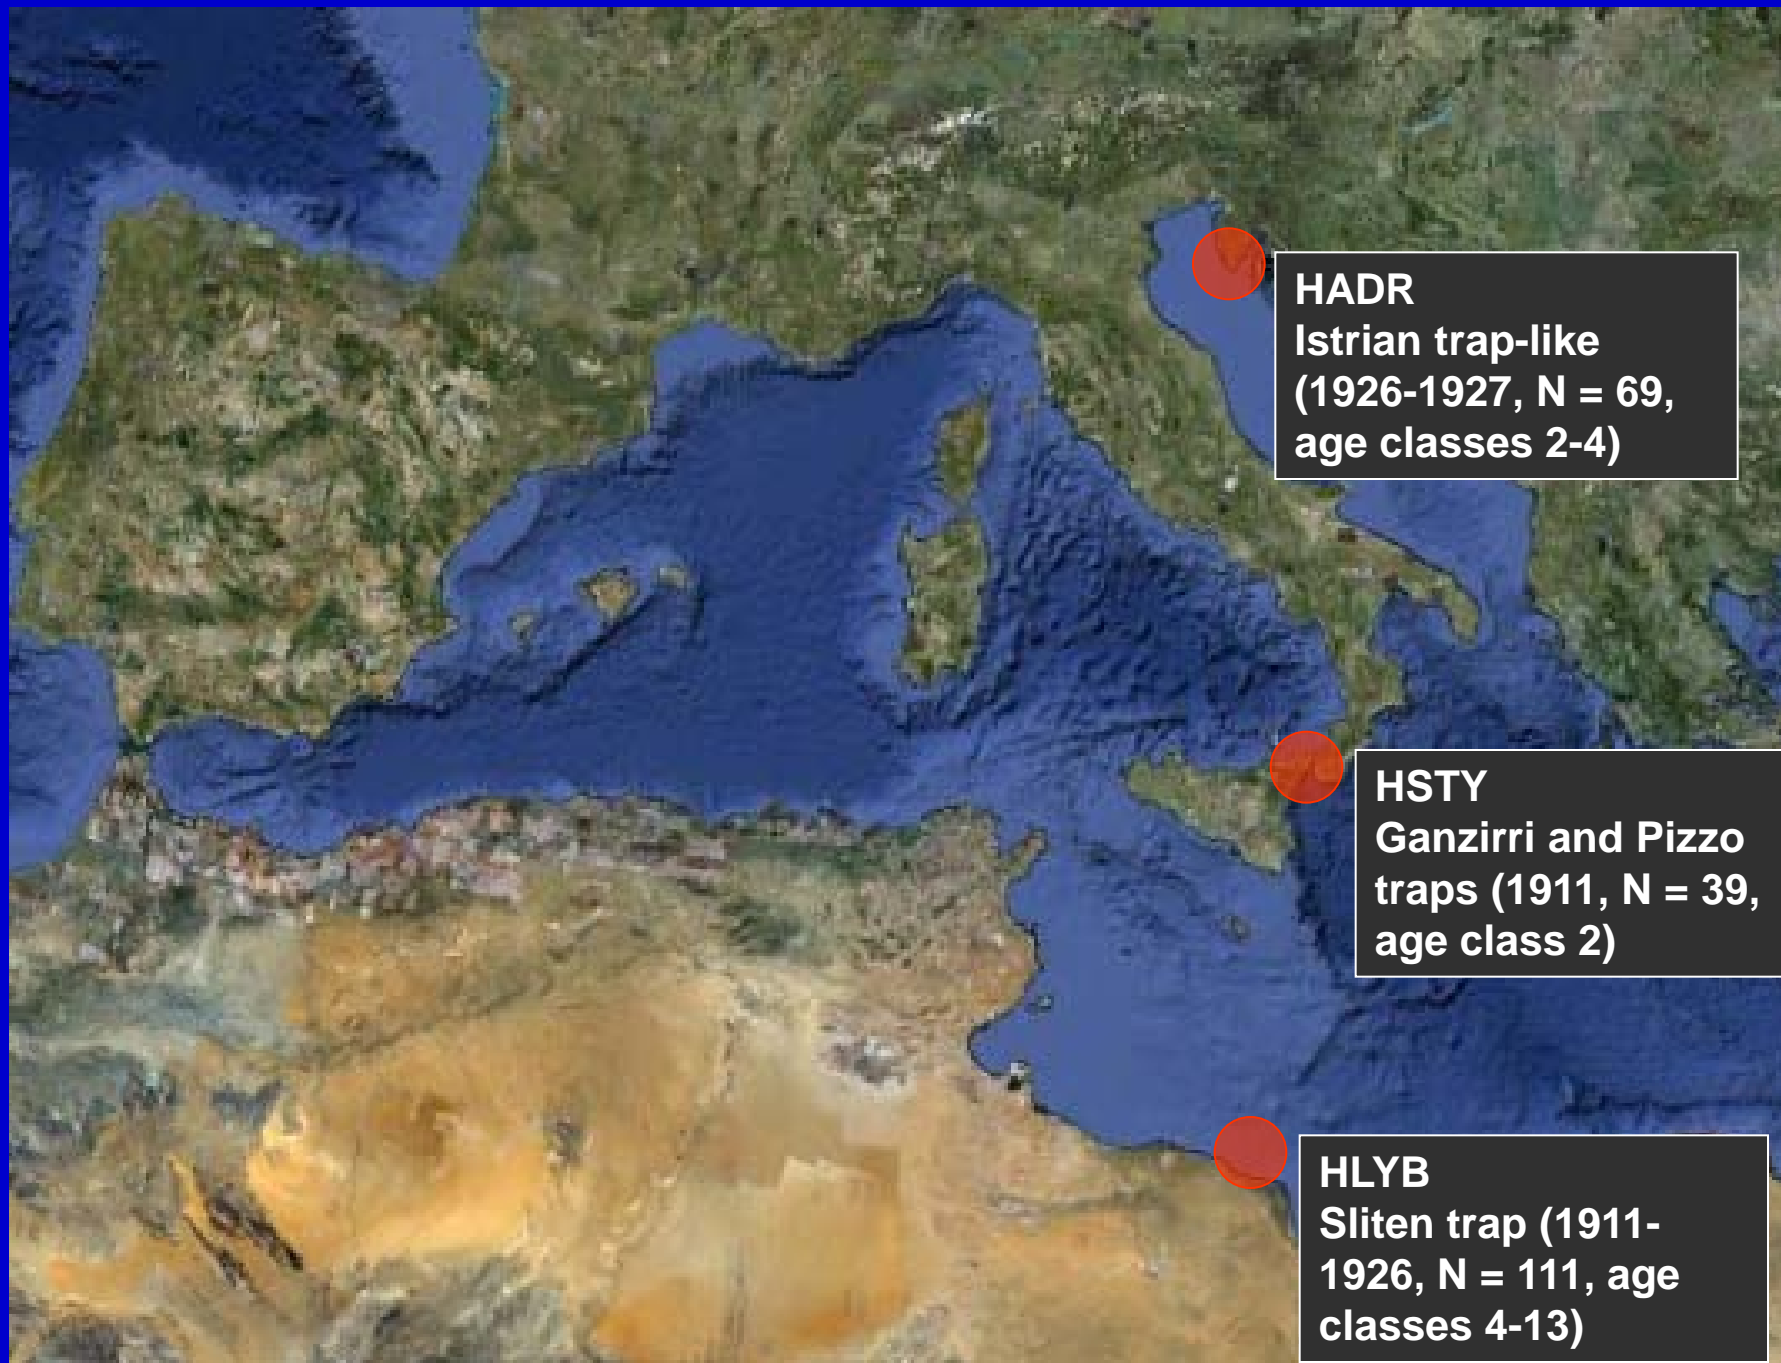 HADR
Istrian trap-like
(1926-1927, N = 69,
age classes 2-4)
HSTY
Ganzirri and Pizzo
traps (1911, N = 39,
age class 2)
HLYB
Sliten trap (1911-
1926, N = 111, age
classes 4-13)